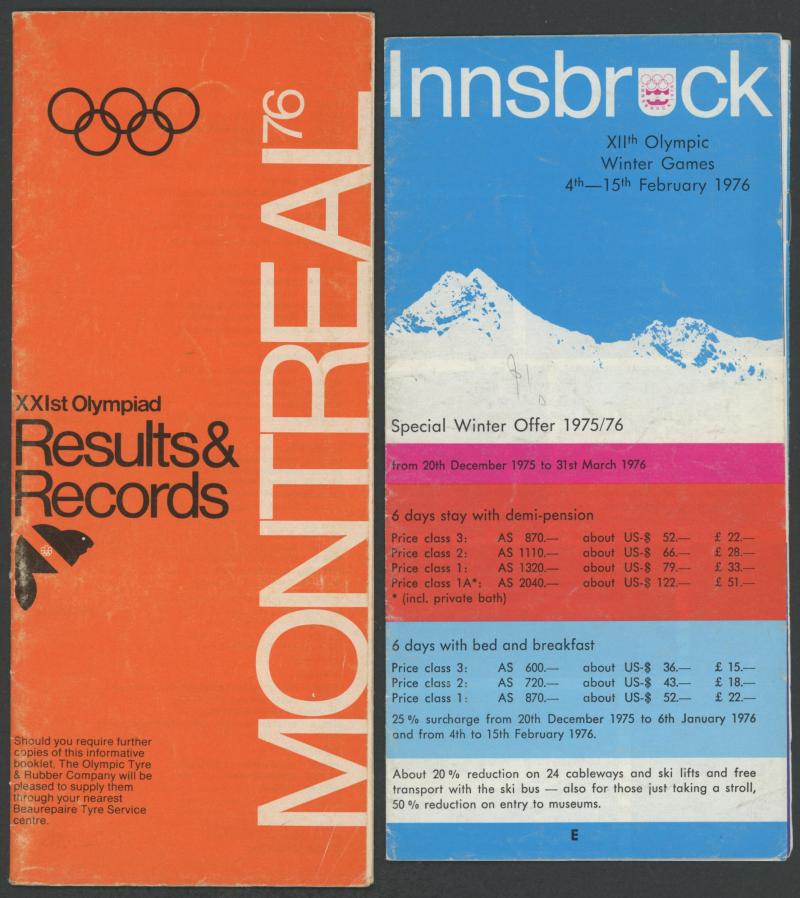 MONTREAL 76
XXIst Olympiad
Results &
Records
Should you require further
copies of this informative
booklet, The Olympic Tyre
& Rubber Company will be
pleased to supply them
through your nearest
Beaurepaire Tyre Service
centre.
Innsbruck
XIIth Olympic
Winter Games
4th—15th February 1976
Special Winter Offer 1975/76
from 20th December 1975 to 31st March 1976
6 days stay with demi-pension
Price class 3: AS 870.— about US-$ 52.— £ 22.—
Price class 2: AS 1110.— about US-$ 66.— £ 28.—
Price class 1: AS 1320.— about US-$ 79.— £ 33.—
Price class 1A*: AS 2040.— about US-$ 122.— £ 51.—
* (incl. private bath)
6 days with bed and breakfast
Price class 3: AS 600.— about US-$ 36.— £ 15.—
Price class 2: AS 720.— about US-$ 43.— £ 18.—
Price class 1: AS 870.— about US-$ 52.— £ 22.—
25 % surcharge from 20th December 1975 to 6th January 1976
and from 4th to 15th February 1976.
About 20 % reduction on 24 cableways and ski lifts and free
transport with the ski bus — also for those just taking a stroll,
50 % reduction on entry to museums.
E